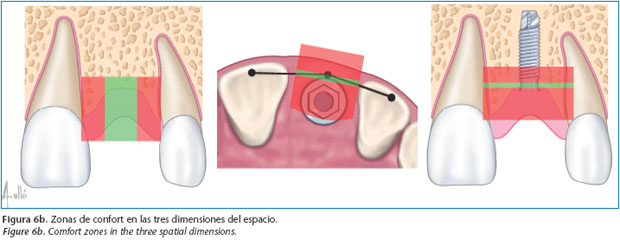 Figura 6b. Zonas de confort en las tres dimensiones del espacio.
Figure 6b. Comfort zones in the three spatial dimensions.